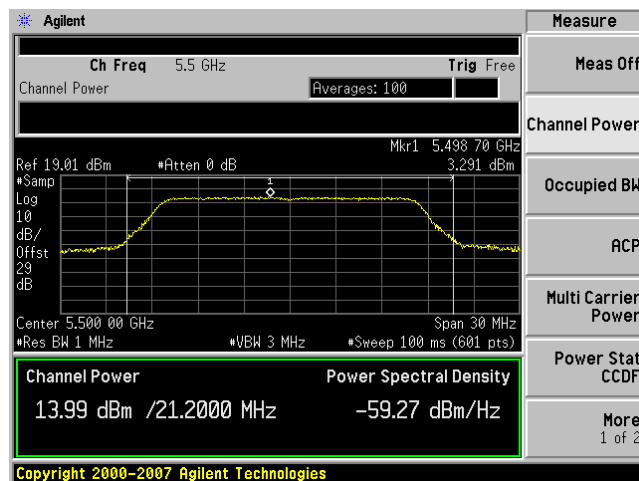 Agilent
Measure
Ch Freq 5.5 GHz Trig Free
Channel Power Averages: 100
Mkr1 5.498 70 GHz
Ref 19.01 dBm #Atten 0 dB 3.291 dBm
#Samp
Log
10
dB/
Offst
29
dB
1
Center 5.500 00 GHz Span 30 MHz
#Res BW 1 MHz #VBW 3 MHz #Sweep 100 ms (601 pts)
Channel Power Power Spectral Density
13.99 dBm /21.2000 MHz -59.27 dBm/Hz
Meas Off
Channel Power
Occupied BW
ACP
Multi Carrier
Power
Power Stat
CCDF
More
1 of 2
Copyright 2000-2007 Agilent Technologies